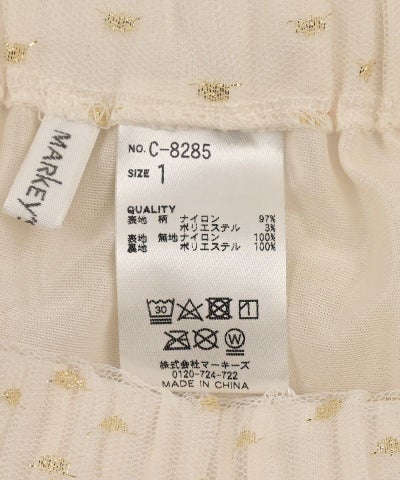 MARKEY'
NO. C-8285
SIZE 1
QUALITY
表地 柄 ナイロン 97%
ポリエステル 3%
表地 無地 ナイロン 100%
裏地 ポリエステル 100%
30 1
W
株式会社マーキーズ
0120-724-722
MADE IN CHINA